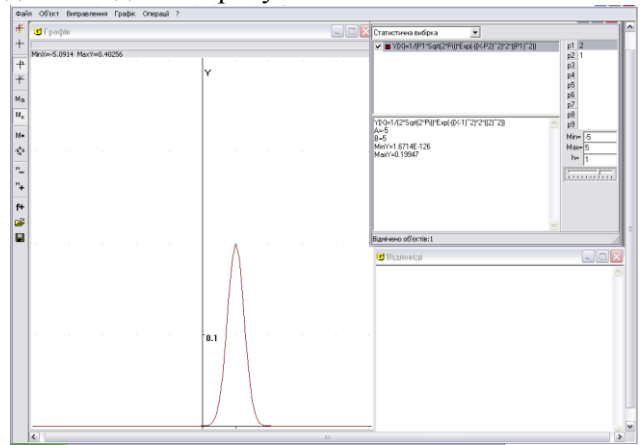 Файл Об'єкт Виправлення Графік Операції ?
Графік
MinX=-5.0914 MaxY=0.40256
Y
0.1
Статистична вибірка
Y(X)=1/(P1*Sqrt(2*Pi))*Exp(-((X-P2)^2)*2*((P1)^2))
p1 2
p2 1
p3
p4
p5
p6
p7
p8
p9
Min= -5
Max= 5
h= 1
Y(X)=1/(2*Sqrt(2*Pi))*Exp(-((X-1)^2)*2*((2)^2))
A=-5
B=5
MinY=1.6714E-126
MaxY=0.19947
Відмічено об'єктів:1
Відповіді